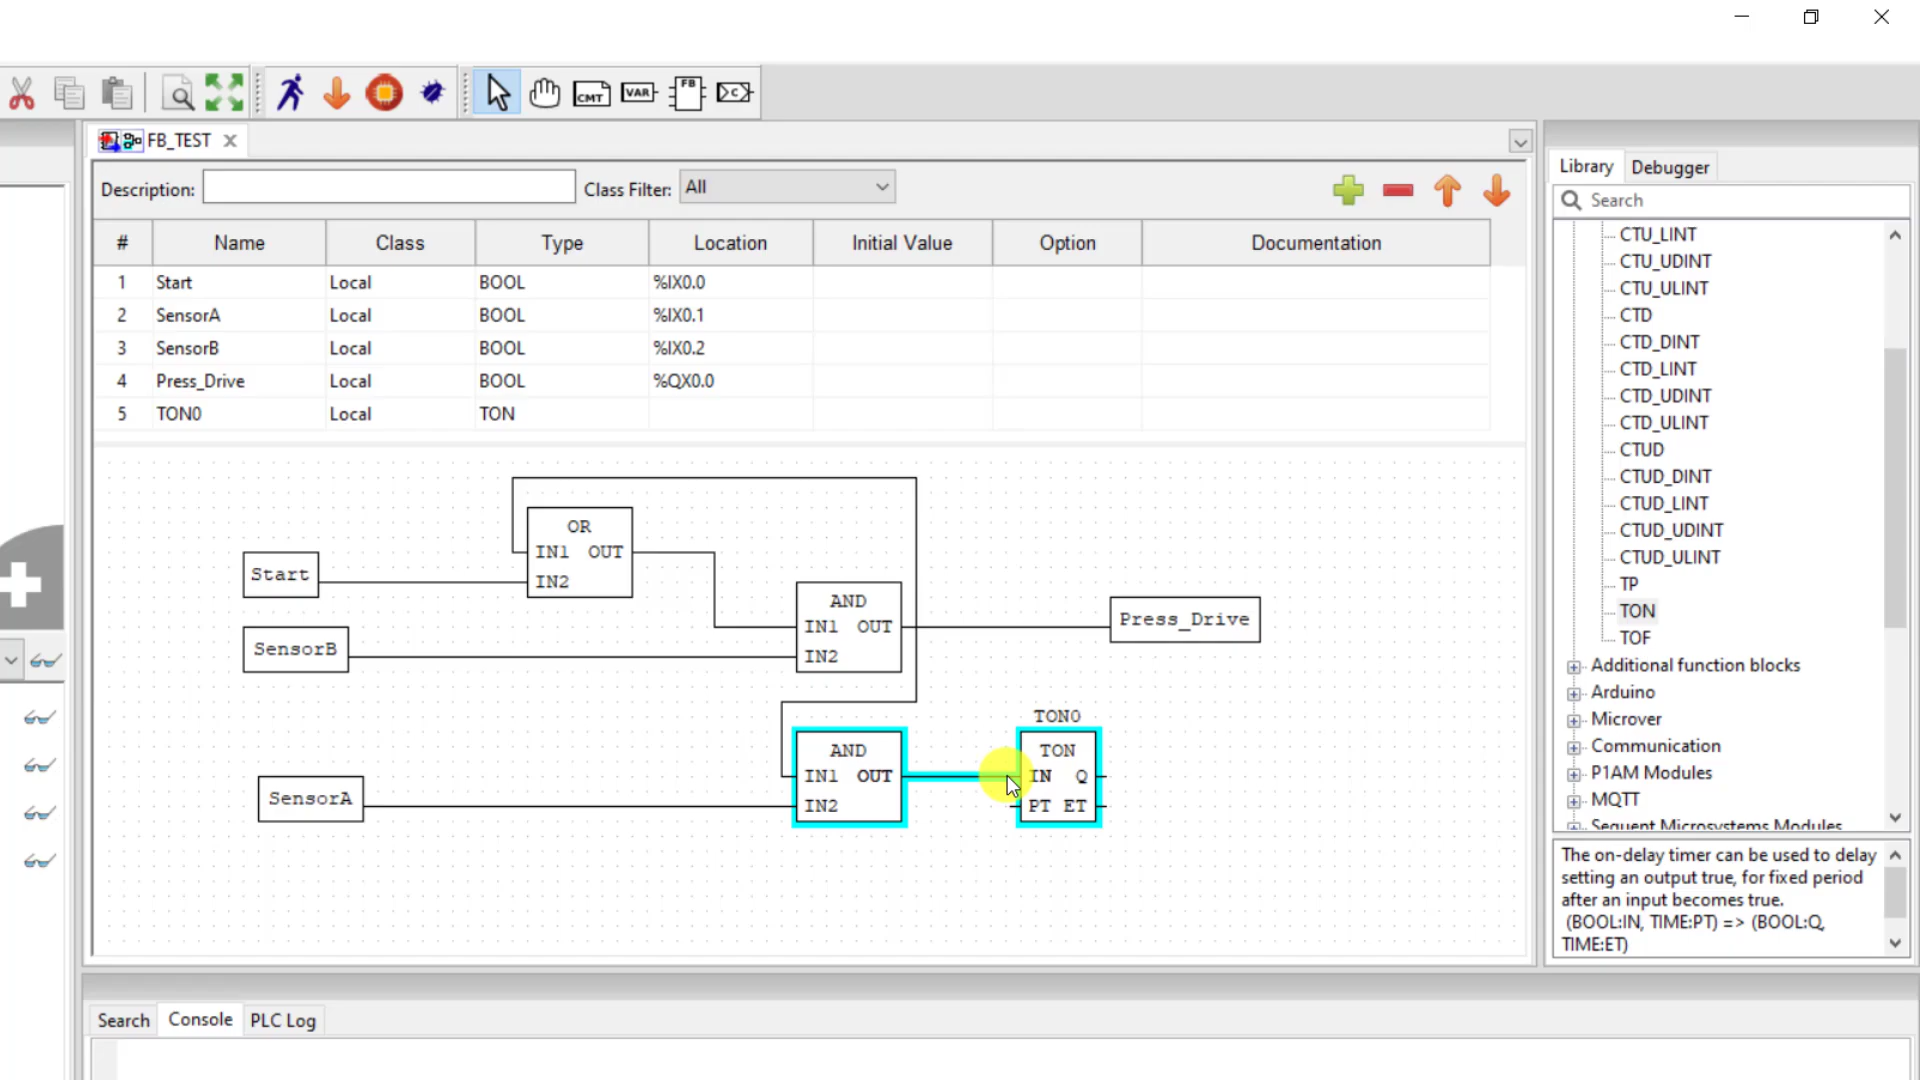 CMT VAR FB C
FB_TEST
Description: Class Filter: All
# Name Class Type Location Initial Value Option Documentation
1 Start Local BOOL %IX0.0
2 SensorA Local BOOL %IX0.1
3 SensorB Local BOOL %IX0.2
4 Press_Drive Local BOOL %QX0.0
5 TON0 Local TON
OR
IN1 OUT
IN2
Start
AND
IN1 OUT
IN2
Press_Drive
SensorB
TON0
AND
IN1 OUT
IN2
TON
IN Q
PT ET
SensorA
Library Debugger
Search
CTU_LINT
CTU_UDINT
CTU_ULINT
CTD
CTD_DINT
CTD_LINT
CTD_UDINT
CTD_ULINT
CTUD
CTUD_DINT
CTUD_LINT
CTUD_UDINT
CTUD_ULINT
TP
TON
TOF
Additional function blocks
Arduino
Microver
Communication
P1AM Modules
MQTT
Sequent Microsystems Modules
The on-delay timer can be used to delay
setting an output true, for fixed period
after an input becomes true.
(BOOL:IN, TIME:PT) => (BOOL:Q,
TIME:ET)
Search Console PLC Log